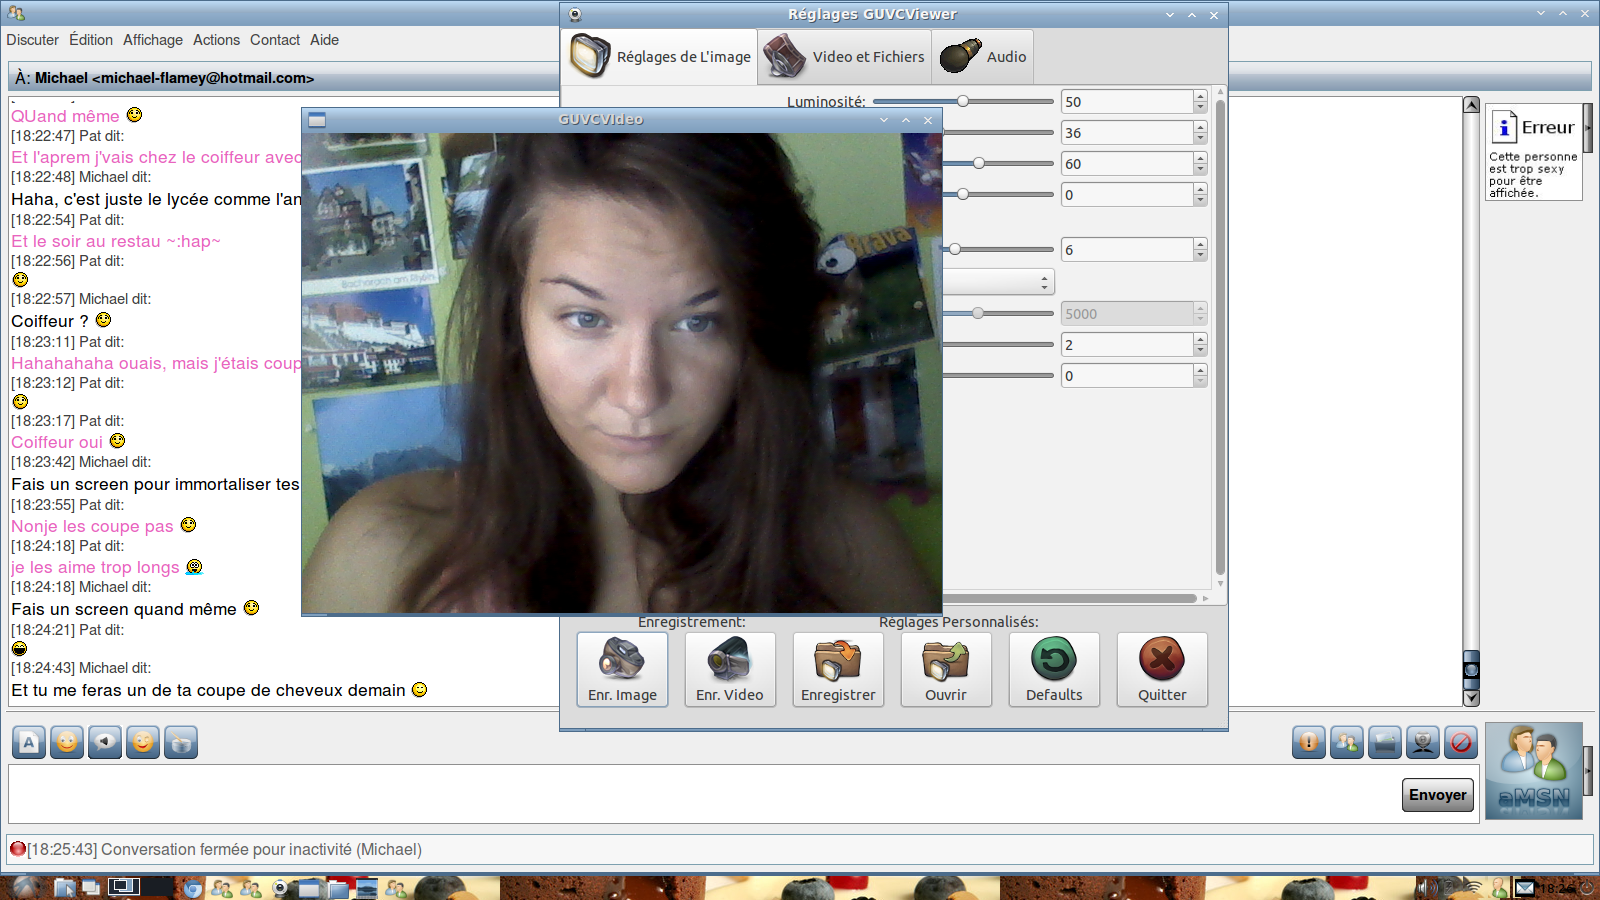 Réglages GUVCViewer
Discuter Édition Affichage Actions Contact Aide
Réglages de L'image
Video et Fichiers
Audio
À: Michael <michael-flamey@hotmail.com>
Luminosité: 50
36
60
0
6
5000
2
0
GUVCVideo
QUand même
[18:22:47] Pat dit:
Et l'aprem j'vais chez le coiffeur avec
[18:22:48] Michael dit:
Haha, c'est juste le lycée comme l'an
[18:22:54] Pat dit:
Et le soir au restau ~:hap~
[18:22:56] Pat dit:
[18:22:57] Michael dit:
Coiffeur ?
[18:23:11] Pat dit:
Hahahahaha ouais, mais j'étais coup
[18:23:12] Pat dit:
[18:23:17] Pat dit:
Coiffeur oui
[18:23:42] Michael dit:
Fais un screen pour immortaliser tes
[18:23:55] Pat dit:
Nonje les coupe pas
[18:24:18] Pat dit:
je les aime trop longs
[18:24:18] Michael dit:
Fais un screen quand même
[18:24:21] Pat dit:
[18:24:43] Michael dit:
Et tu me feras un de ta coupe de cheveux demain
Bacharach am Rhein
Brava
Erreur
Cette personne
est trop sexy
pour être
affichée.
Enregistrement:
Réglages Personnalisés:
Enr. Image
Enr. Video
Enregistrer
Ouvrir
Defaults
Quitter
A
Envoyer
aMSN
[18:25:43] Conversation fermée pour inactivité (Michael)